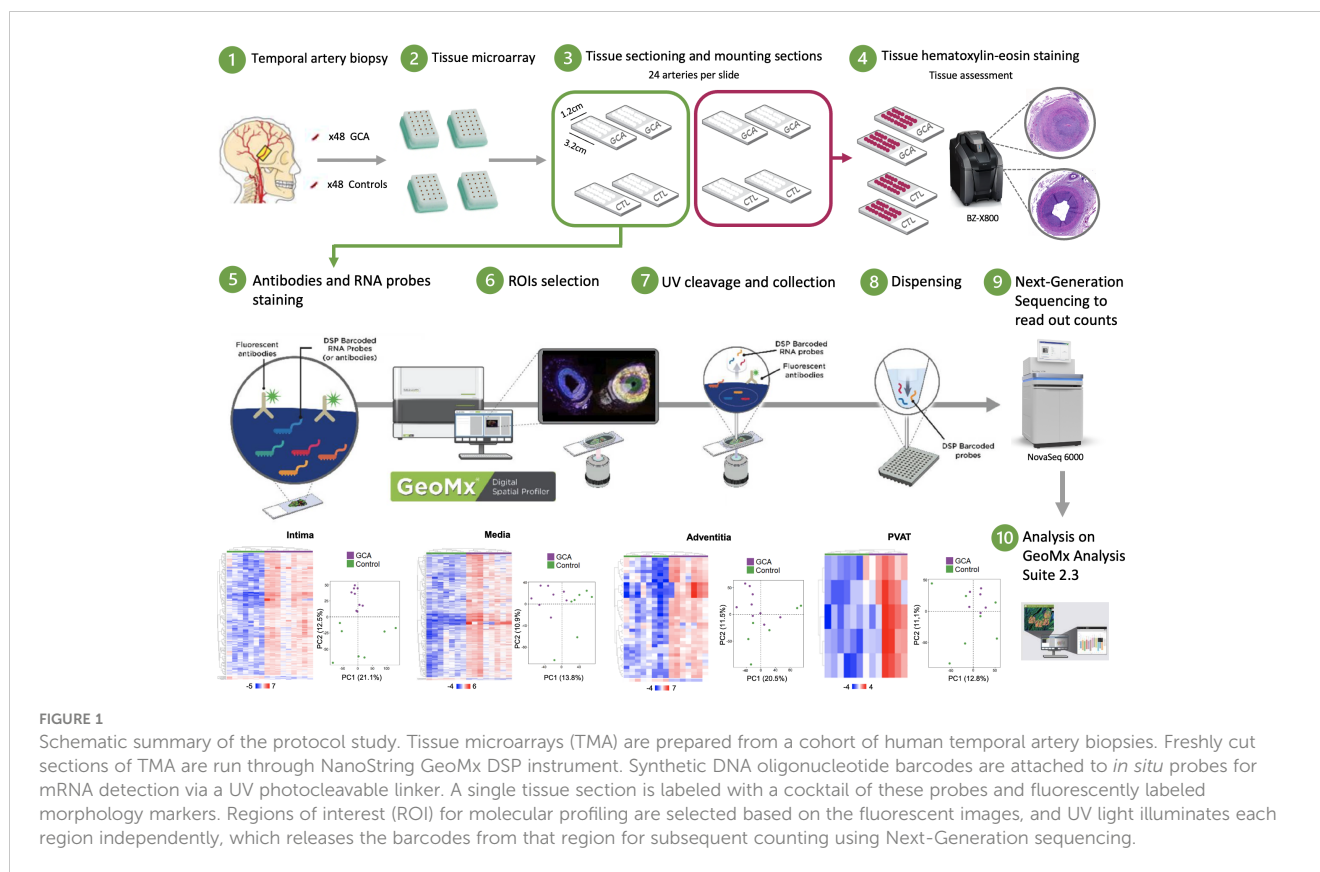 1 Temporal artery biopsy
2 Tissue microarray
3 Tissue sectioning and mounting sections
24 arteries per slide
4 Tissue hematoxylin-eosin staining
Tissue assessment
x48 GCA
x48 Controls
1.2cm
3.2cm
GCA
GCA
CTL
CTL
GCA
GCA
CTL
CTL
GCA
GCA
CTL
CTL
BZ-X800
5 Antibodies and RNA probes
staining
6 ROIs selection
7 UV cleavage and collection
8 Dispensing
9 Next-Generation
Sequencing to
read out counts
Fluorescent
antibodies
DSP Barcoded
RNA Probes
(or antibodies)
DSP Barcoded
RNA probes
Fluorescent
antibodies
DSP Barcoded
probes
NovaSeq 6000
GeoMx® Digital
Spatial Profiler
10 Analysis on
GeoMx Analysis
Suite 2.3
Intima
GCA
Control
PC2 (12.5%)
PC1 (21.1%)
-5 7
Media
GCA
Control
PC2 (10.9%)
PC1 (13.8%)
-4 6
Adventitia
GCA
Control
PC2 (11.5%)
PC1 (20.5%)
-4 7
PVAT
GCA
Control
PC2 (11.1%)
PC1 (12.8%)
-4 4
FIGURE 1
Schematic summary of the protocol study. Tissue microarrays (TMA) are prepared from a cohort of human temporal artery biopsies. Freshly cut
sections of TMA are run through NanoString GeoMx DSP instrument. Synthetic DNA oligonucleotide barcodes are attached to in situ probes for
mRNA detection via a UV photocleavable linker. A single tissue section is labeled with a cocktail of these probes and fluorescently labeled
morphology markers. Regions of interest (ROI) for molecular profiling are selected based on the fluorescent images, and UV light illuminates each
region independently, which releases the barcodes from that region for subsequent counting using Next-Generation sequencing.